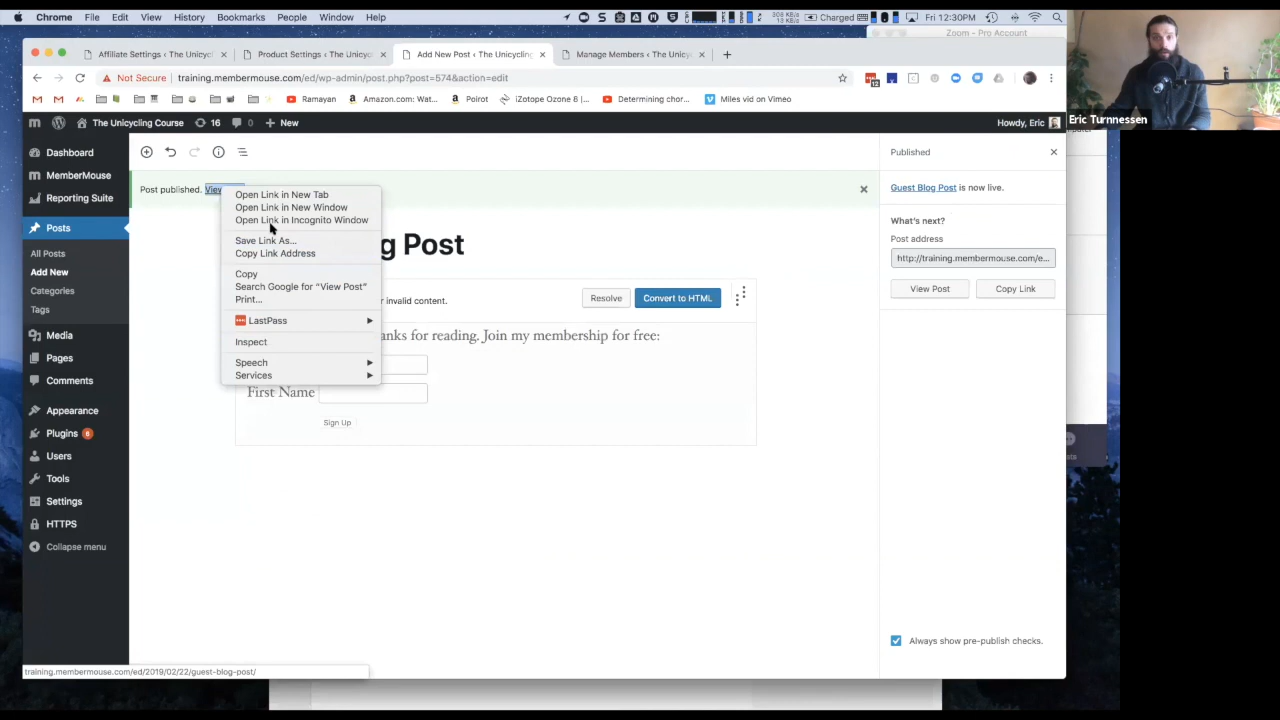 Chrome File Edit View History Bookmarks People Window Help
Charged
Fri 12:30PM
Zoom - Pro Account
Affiliate Settings ‹ The Unicyc
Product Settings ‹ The Unicyc
Add New Post ‹ The Unicycling
Manage Members ‹ The Unicy
Not Secure training.membermouse.com/ed/wp-admin/post.php?post=574&action=edit
12
Ramayan
Amazon.com: Wat...
Poirot
iZotope Ozone 8 |...
Determining chor...
Miles vid on Vimeo
The Unicycling Course 16 0 New
Howdy, Eric
Eric Turnnessen
Dashboard
MemberMouse
Reporting Suite
Posts
All Posts
Add New
Categories
Tags
Media
Pages
Comments
Appearance
Plugins 6
Users
Tools
Settings
HTTPS
Collapse menu
Post published. View
Open Link in New Tab
Open Link in New Window
Open Link in Incognito Window
Save Link As...
Copy Link Address
Copy
Search Google for “View Post”
Print...
LastPass
Inspect
Speech
Services
g Post
r invalid content.
Resolve
Convert to HTML
anks for reading. Join my membership for free:
First Name
Sign Up
Published
Guest Blog Post is now live.
What’s next?
Post address
http://training.membermouse.com/e...
View Post
Copy Link
Always show pre-publish checks.
training.membermouse.com/ed/2019/02/22/guest-blog-post/